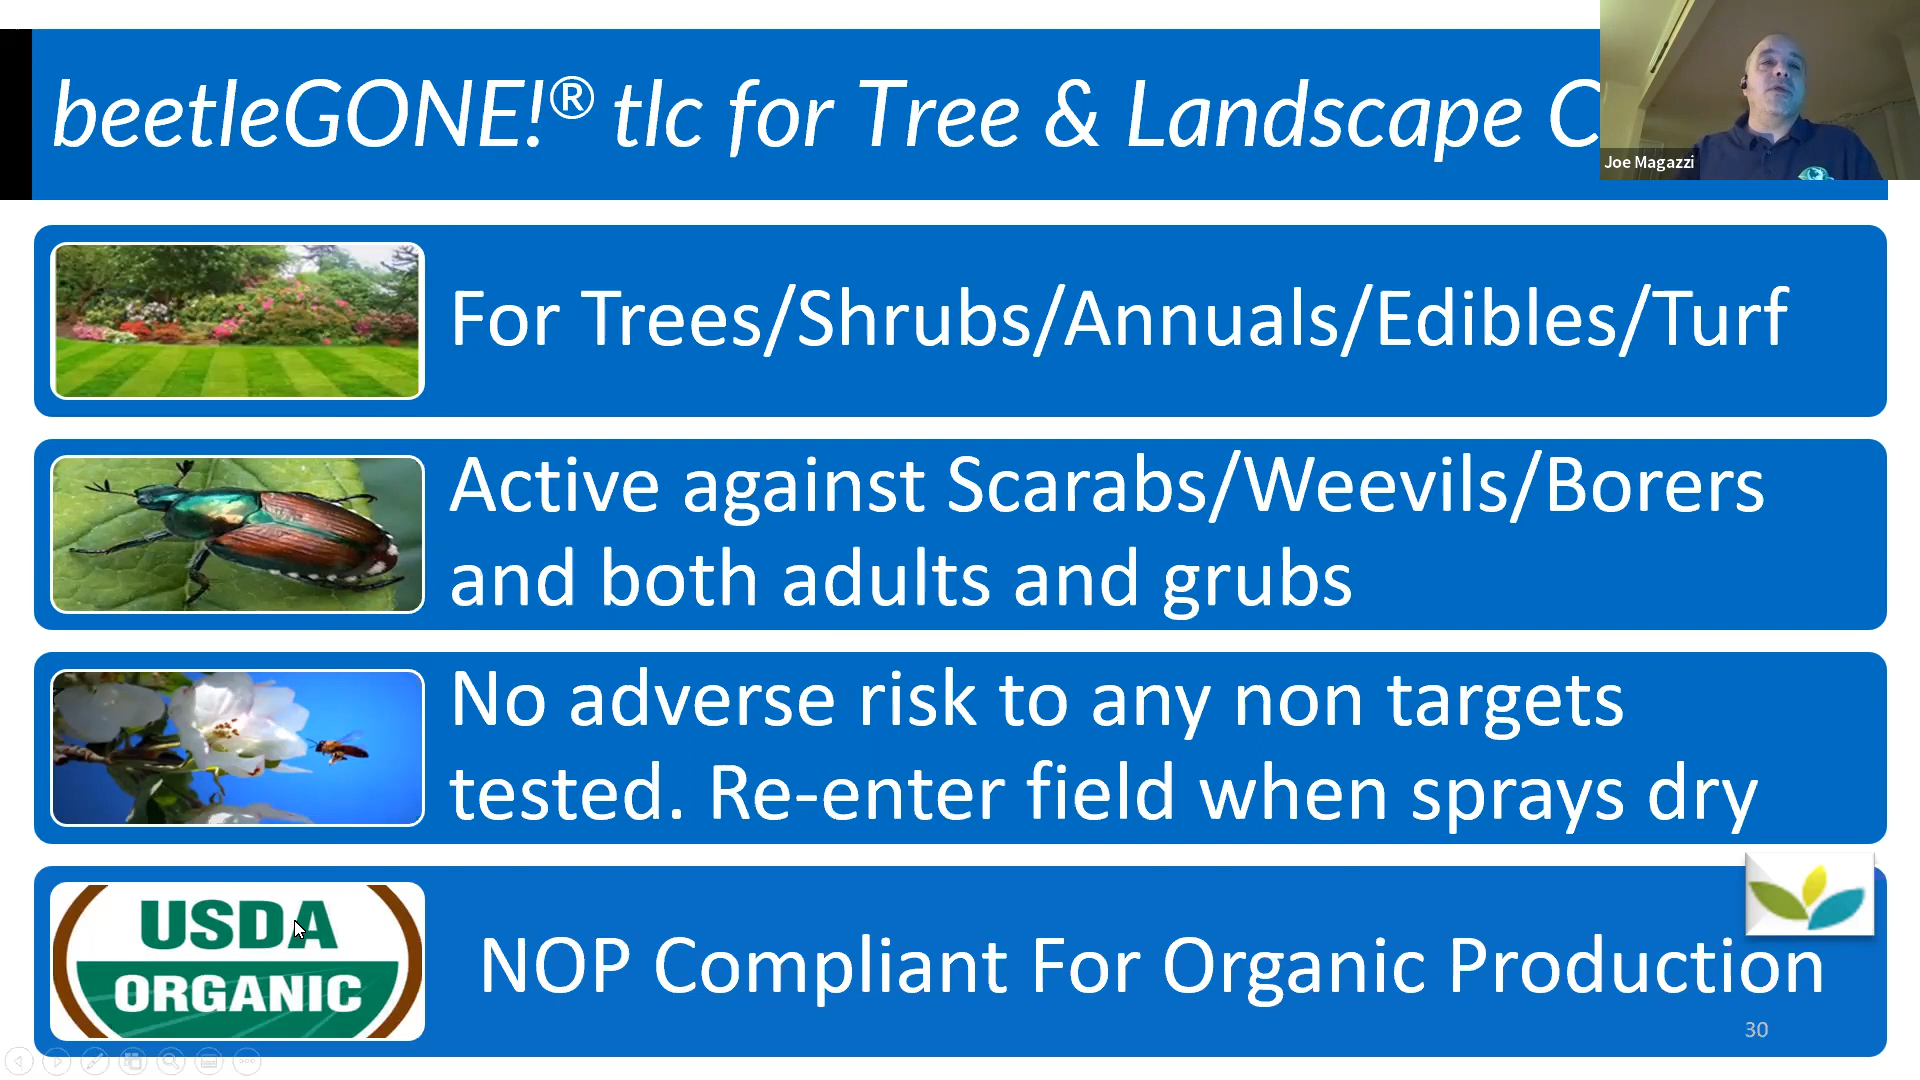 beetleGONE!® tlc for Tree & Landscape C
Joe Magazzi
For Trees/Shrubs/Annuals/Edibles/Turf
Active against Scarabs/Weevils/Borers
and both adults and grubs
No adverse risk to any non targets
tested. Re-enter field when sprays dry
USDA
ORGANIC
NOP Compliant For Organic Production
30